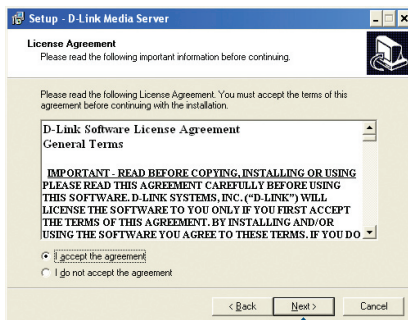 Setup - D-Link Media Server
License Agreement
Please read the following important information before continuing.
Please read the following License Agreement. You must accept the terms of this
agreement before continuing with the installation.
D-Link Software License Agreement
General Terms
IMPORTANT - READ BEFORE COPYING, INSTALLING OR USING
PLEASE READ THIS AGREEMENT CAREFULLY BEFORE USING
THIS SOFTWARE. D-LINK SYSTEMS, INC. ("D-LINK") WILL
LICENSE THE SOFTWARE TO YOU ONLY IF YOU FIRST ACCEPT
THE TERMS OF THIS AGREEMENT. BY INSTALLING AND/OR
USING THE SOFTWARE YOU AGREE TO THESE TERMS. IF YOU DO
I accept the agreement
I do not accept the agreement
< Back Next > Cancel